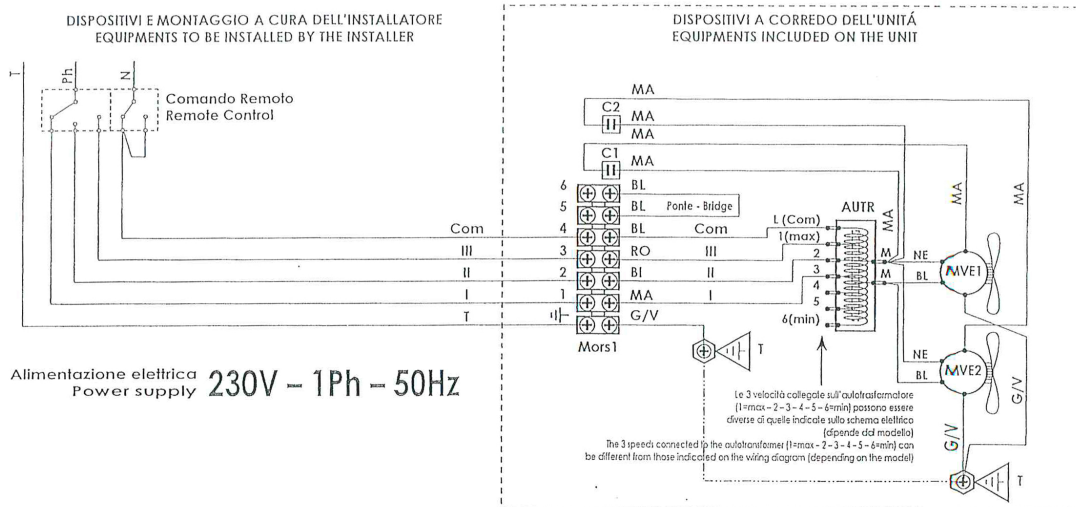 DISPOSITIVI E MONTAGGIO A CURA DELL'INSTALLATORE
EQUIPMENTS TO BE INSTALLED BY THE INSTALLER
DISPOSITIVI A CORREDO DELL'UNITÁ
EQUIPMENTS INCLUDED ON THE UNIT
T
Ph
N
Comando Remoto
Remote Control
MA
C2
MA
MA
C1
MA
6 BL
5 BL Ponte - Bridge
Com 4 BL Com
III 3 RO III
II 2 BI II
I 1 MA I
T G/V
Mors1
AUTR
L (Com)
1(max)
2
3
4
5
6(min)
MA
MA
MA
M
M
NE
BL
MVE1
NE
BL
MVE2
G/V
G/V
T
T
Alimentazione elettrica
Power supply
230V – 1Ph – 50Hz
Le 3 velocità collegate sull'autotrasformatore
(1=max – 2 – 3 – 4 – 5 – 6=min) possono essere
diverse di quelle indicate sullo schema elettrico
(dipende dal modello)
The 3 speeds connected to the autotransformer (1=max – 2 – 3 – 4 – 5 – 6=min) can
be different from those indicated on the wiring diagram (depending on the model)